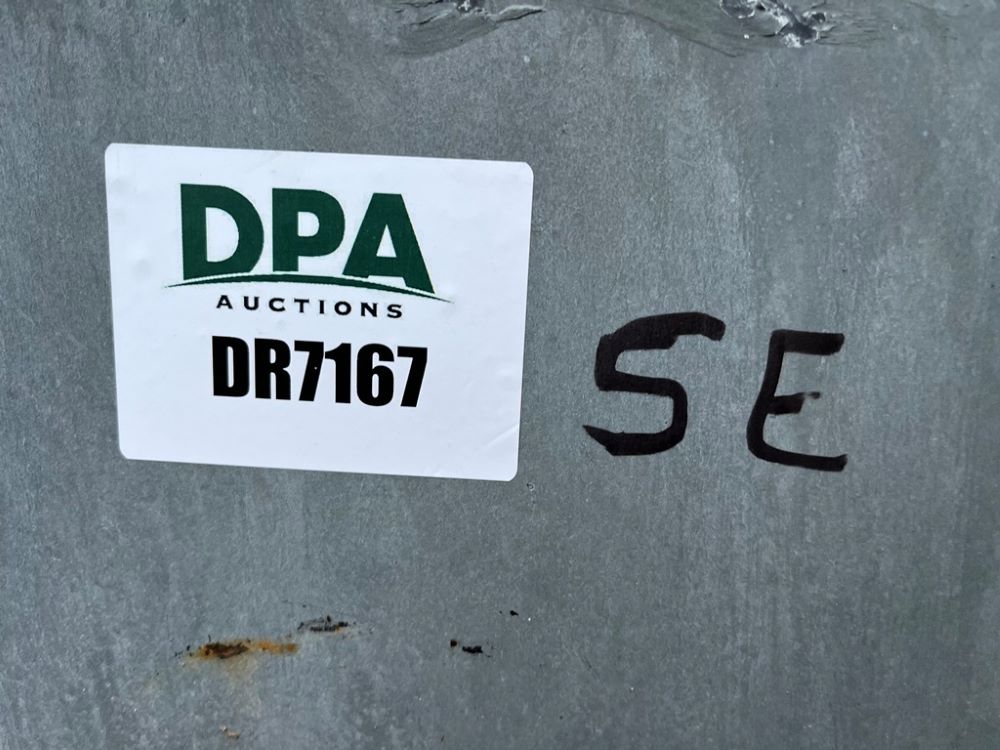 DPA
AUCTIONS
DR7167
SE